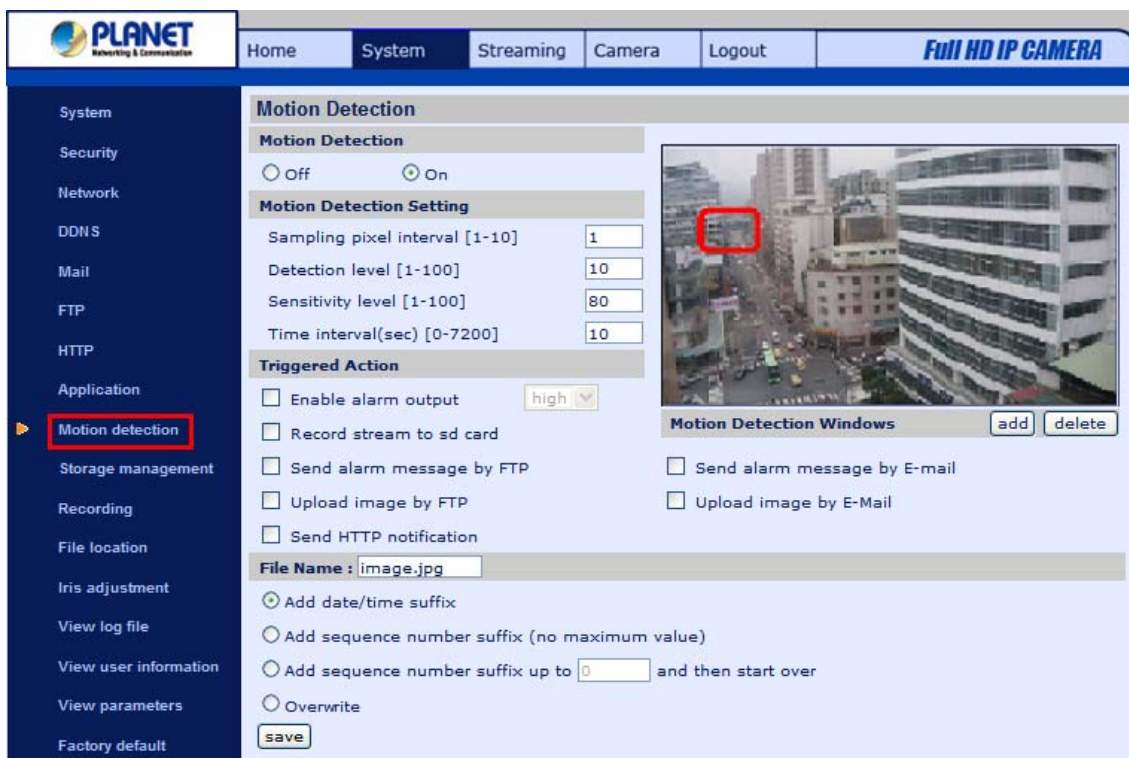 PLANET
Networking & Communication
Home System Streaming Camera Logout Full HD IP CAMERA
System
Security
Network
DDNS
Mail
FTP
HTTP
Application
Motion detection
Storage management
Recording
File location
Iris adjustment
View log file
View user information
View parameters
Factory default
Motion Detection
Motion Detection
Off On
Motion Detection Setting
Sampling pixel interval [1-10] 1
Detection level [1-100] 10
Sensitivity level [1-100] 80
Time interval(sec) [0-7200] 10
Triggered Action
Enable alarm output high
Record stream to sd card
Motion Detection Windows add delete
Send alarm message by FTP Send alarm message by E-mail
Upload image by FTP Upload image by E-Mail
Send HTTP notification
File Name : image.jpg
Add date/time suffix
Add sequence number suffix (no maximum value)
Add sequence number suffix up to 0 and then start over
Overwrite
save